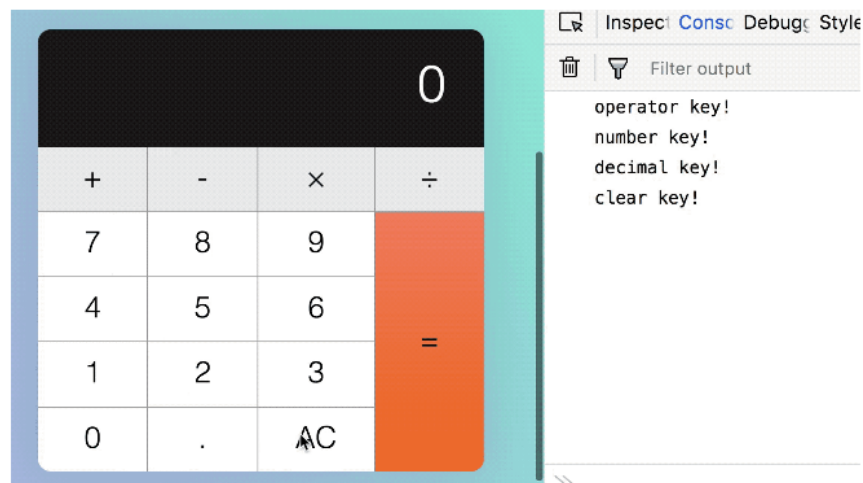 0
+ - × ÷
7 8 9
4 5 6
=
1 2 3
0 . AC
Inspect Conso Debugg Style
Filter output
operator key!
number key!
decimal key!
clear key!